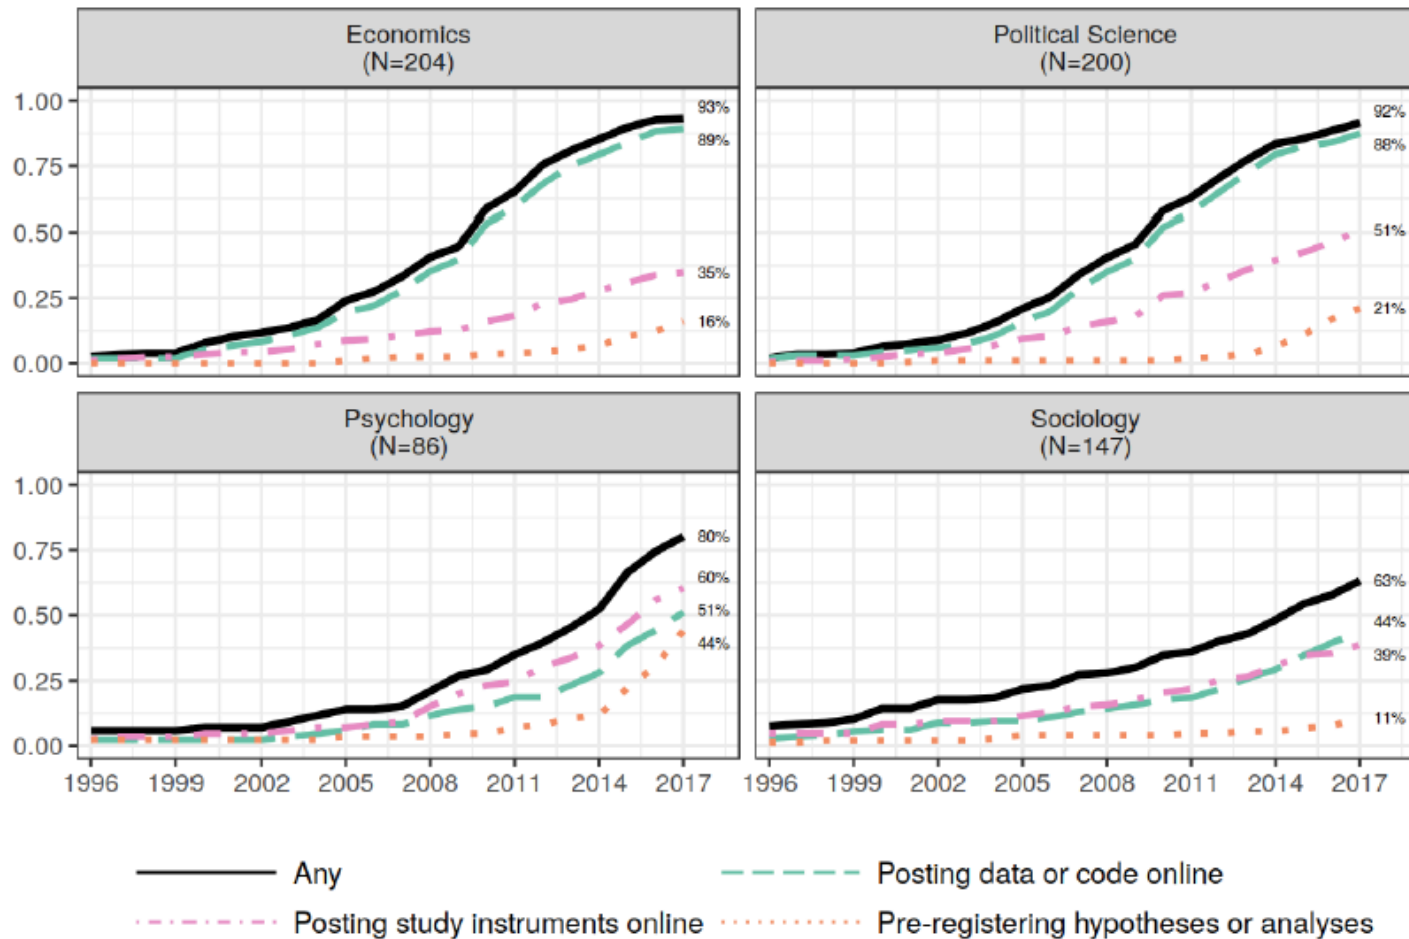 Economics
(N=204)
Political Science
(N=200)
1.00
0.75
0.50
0.25
0.00
93%
89%
35%
16%
92%
88%
51%
21%
Psychology
(N=86)
Sociology
(N=147)
1.00
0.75
0.50
0.25
0.00
80%
60%
51%
44%
63%
44%
39%
11%
1996 1999 2002 2005 2008 2011 2014 2017
1996 1999 2002 2005 2008 2011 2014 2017
Any
Posting data or code online
Posting study instruments online
Pre-registering hypotheses or analyses